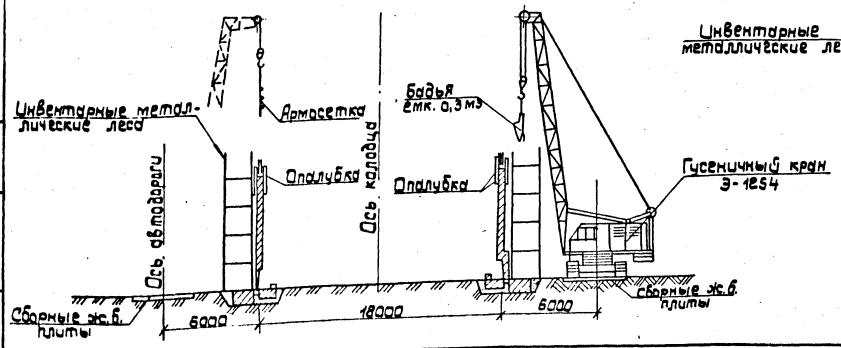 Инвентарные
металлические ле
Бадья
ёмк. 0,3 м3
Инвентарные метал-
лические леса
Армосетка
Опалубка
Опалубка
Гусеничный кран
Э-1254
Ось автодороги
Ось колодца
Сборные ж.б.
плиты
6000
18000
6000
сборные ж.б.
плиты